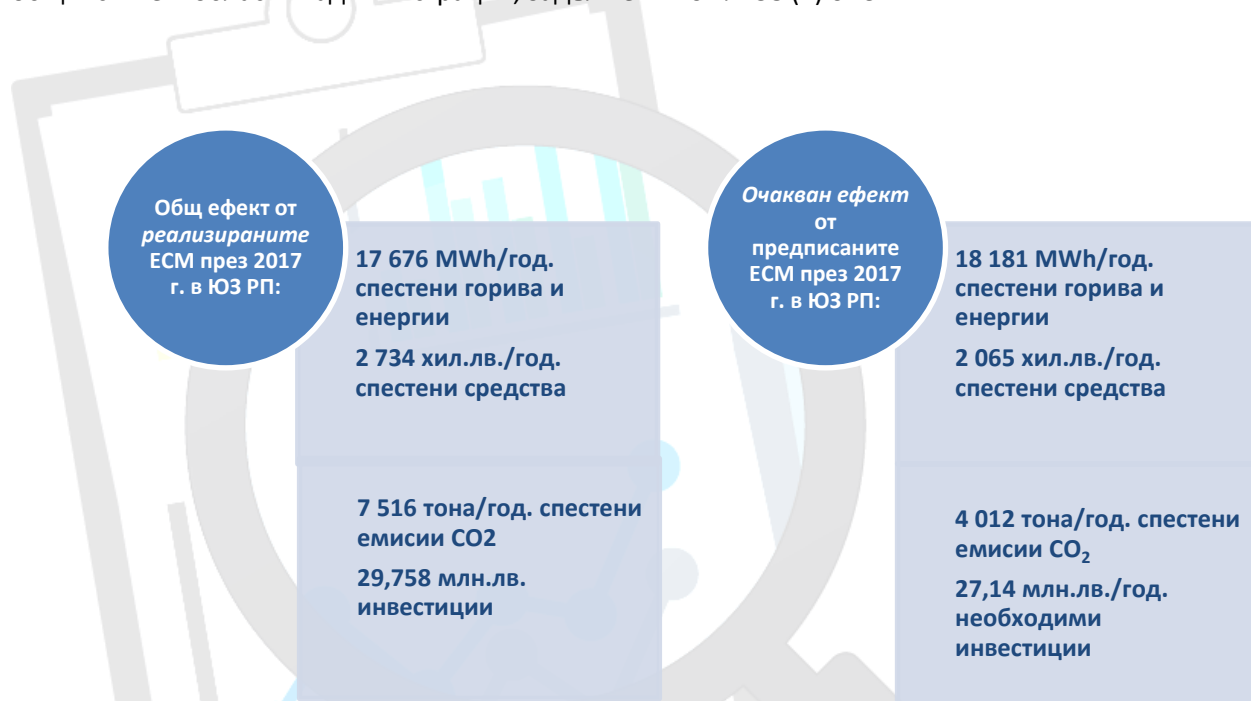 Общ ефект от
реализираните
ЕСМ през 2017
г. в ЮЗ РП:
17 676 MWh/год.
спестени горива и
енергии
2 734 хил.лв./год.
спестени средства
7 516 тона/год. спестени
емисии CO2
29,758 млн.лв.
инвестиции
Очакван ефект
от
предписаните
ЕСМ през 2017
г. в ЮЗ РП:
18 181 MWh/год.
спестени горива и
енергии
2 065 хил.лв./год.
спестени средства
4 012 тона/год. спестени
емисии CO₂
27,14 млн.лв./год.
необходими
инвестиции